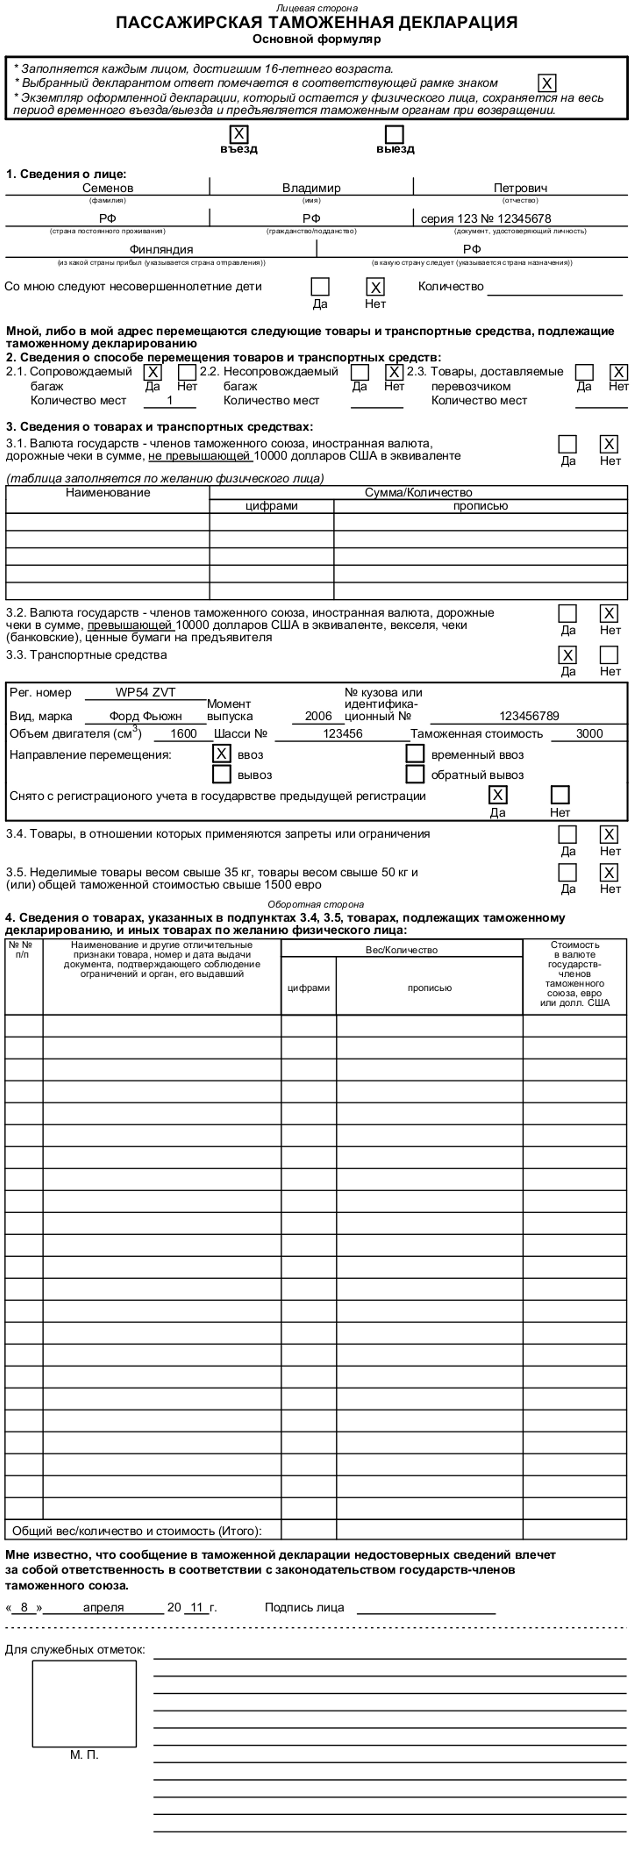 Лицевая сторона
ПАССАЖИРСКАЯ ТАМОЖЕННАЯ ДЕКЛАРАЦИЯ
Основной формуляр
* Заполняется каждым лицом, достигшим 16-летнего возраста.
* Выбранный декларантом ответ помечается в соответствующей рамке знаком X
* Экземпляр оформленной декларации, который остается у физического лица, сохраняется на весь
период временного въезда/выезда и предъявляется таможенным органам при возвращении.
X
въезд выезд
1. Сведения о лице:
Семенов Владимир Петрович
(фамилия) (имя) (отчество)
РФ РФ серия 123 № 12345678
(страна постоянного проживания) (гражданство/подданство) (документ, удостоверяющий личность)
Финляндия РФ
(из какой страны прибыл (указывается страна отправления)) (в какую страну следует (указывается страна назначения))
Со мною следуют несовершеннолетние дети X Количество
Да Нет
Мной, либо в мой адрес перемещаются следующие товары и транспортные средства, подлежащие
таможенному декларированию
2. Сведения о способе перемещения товаров и транспортных средств:
2.1. Сопровождаемый X 2.2. Несопровождаемый X 2.3. Товары, доставляемые X
багаж Да Нет багаж Да Нет перевозчиком Да Нет
Количество мест 1 Количество мест Количество мест
3. Сведения о товарах и транспортных средствах:
3.1. Валюта государств - членов таможенного союза, иностранная валюта, X
дорожные чеки в сумме, не превышающей 10000 долларов США в эквиваленте Да Нет
(таблица заполняется по желанию физического лица)
Наименование Сумма/Количество
цифрами прописью
3.2. Валюта государств - членов таможенного союза, иностранная валюта, дорожные X
чеки в сумме, превышающей 10000 долларов США в эквиваленте, векселя, чеки Да Нет
(банковские), ценные бумаги на предъявителя
3.3. Транспортные средства X
Да Нет
Рег. номер WP54 ZVT Момент № кузова или
идентифика-
Вид, марка Форд Фьюжн выпуска 2006 ционный № 123456789
Объем двигателя (см3) 1600 Шасси № 123456 Таможенная стоимость 3000
Направление перемещения: X ввоз временный ввоз
вывоз обратный вывоз
Снято с регистрационного учета в государвстве предыдущей регистрации X
Да Нет
3.4. Товары, в отношении которых применяются запреты или ограничения X
Да Нет
3.5. Неделимые товары весом свыше 35 кг, товары весом свыше 50 кг и X
(или) общей таможенной стоимостью свыше 1500 евро Да Нет
Оборотная сторона
4. Сведения о товарах, указанных в подпунктах 3.4, 3.5, товарах, подлежащих таможенному
декларированию, и иных товарах по желанию физического лица:
№ № п/п
Наименование и другие отличительные
признаки товара, номер и дата выдачи
документа, подтверждающего соблюдение
ограничений и орган, его выдавший
Вес/Количество
цифрами прописью
Стоимость
в валюте
государств-
членов
таможенного
союза, евро
или долл. США
Общий вес/количество и стоимость (Итого):
Мне известно, что сообщение в таможенной декларации недостоверных сведений влечет
за собой ответственность в соответствии с законодательством государств-членов
таможенного союза.
« 8 » апреля 20 11 г. Подпись лица
Для служебных отметок:
М. П.